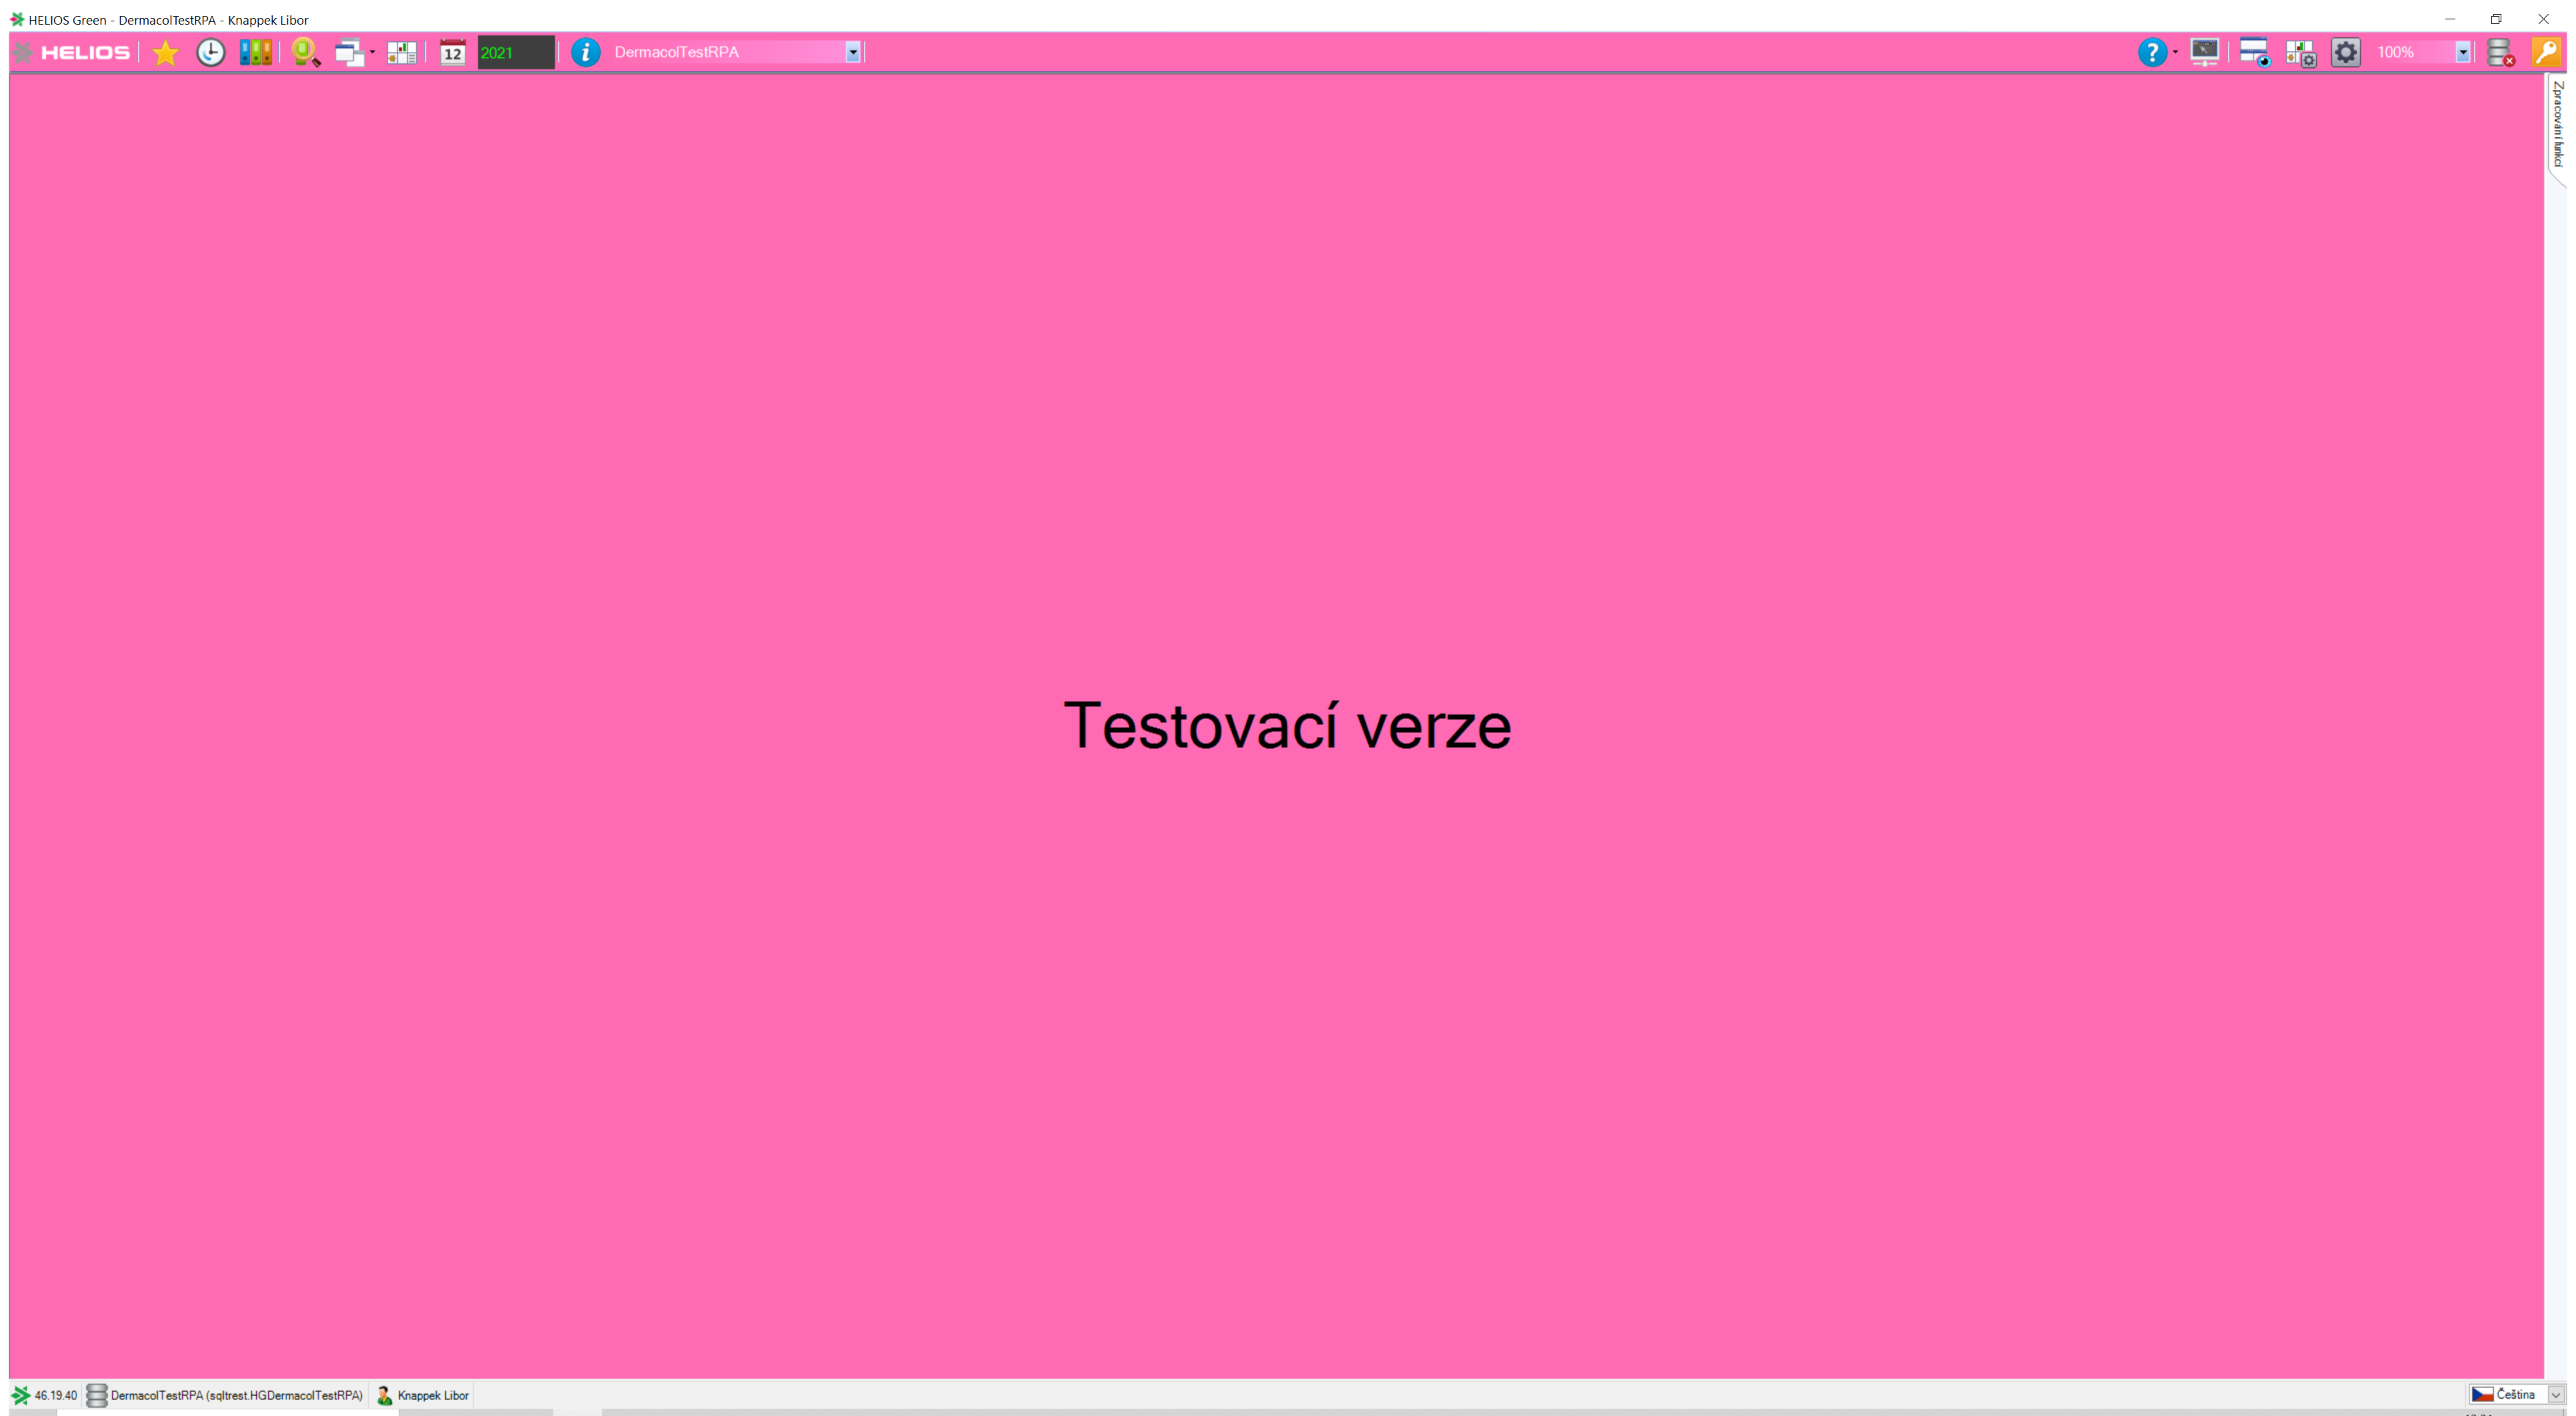 HELIOS Green - DermacolTestRPA - Knappek Libor
HELIOS
12
2021
DermacolTestRPA
100%
Zpracování funkcí
Testovací verze
46.19.40
DermacolTestRPA (sqltrest.HGDermacolTestRPA)
Knappek Libor
Čeština